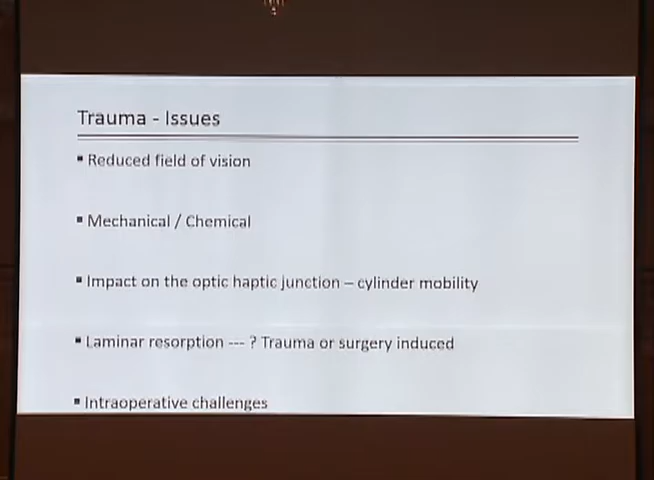 Trauma - Issues
▪ Reduced field of vision
▪ Mechanical / Chemical
▪ Impact on the optic haptic junction – cylinder mobility
▪ Laminar resorption --- ? Trauma or surgery induced
▪ Intraoperative challenges